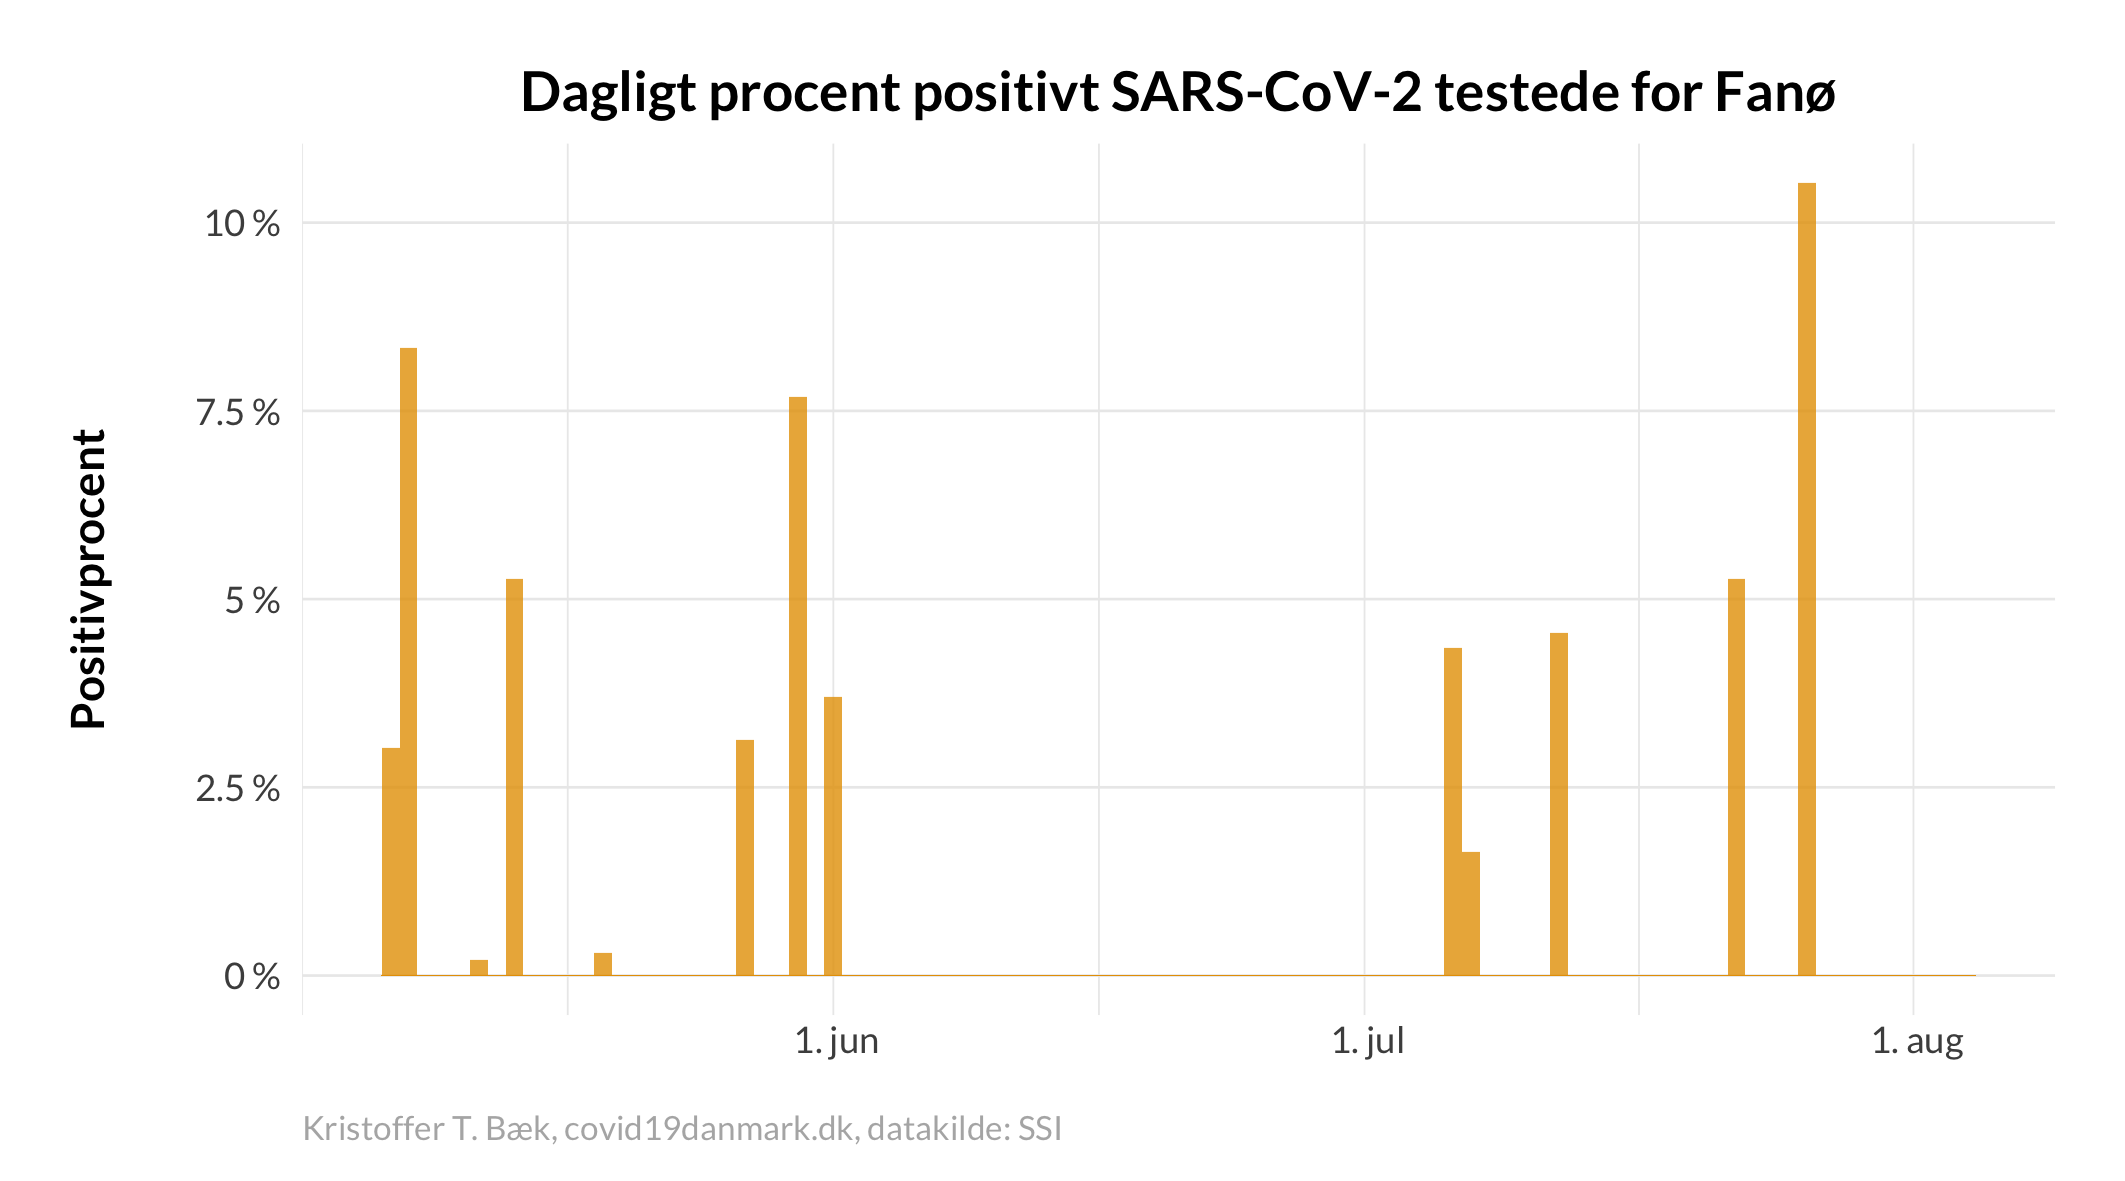 Dagligt procent positivt SARS-CoV-2 testede for Fanø
Positivprocent
10 %
7.5 %
5 %
2.5 %
0 %
1. jun
1. jul
1. aug
Kristoffer T. Bæk, covid19danmark.dk, datakilde: SSI